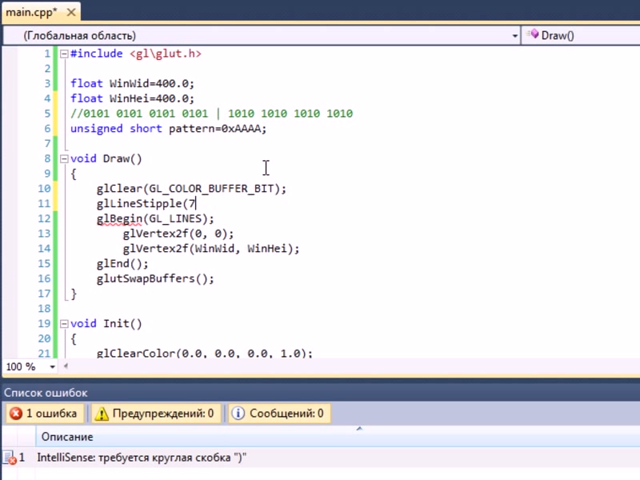 main.cpp*
(Глобальная область) Draw()
1 #include <gl\glut.h>
2
3 float WinWid=400.0;
4 float WinHei=400.0;
5 //0101 0101 0101 0101 | 1010 1010 1010 1010
6 unsigned short pattern=0xAAAA;
7
8 void Draw()
9 {
10 glClear(GL_COLOR_BUFFER_BIT);
11 glLineStipple(7
12 glBegin(GL_LINES);
13 glVertex2f(0, 0);
14 glVertex2f(WinWid, WinHei);
15 glEnd();
16 glutSwapBuffers();
17 }
18
19 void Init()
20 {
21 glClearColor(0.0, 0.0, 0.0, 1.0);
100 %
Список ошибок
1 ошибка Предупреждений: 0 Сообщений: 0
Описание
1 IntelliSense: требуется круглая скобка ")"